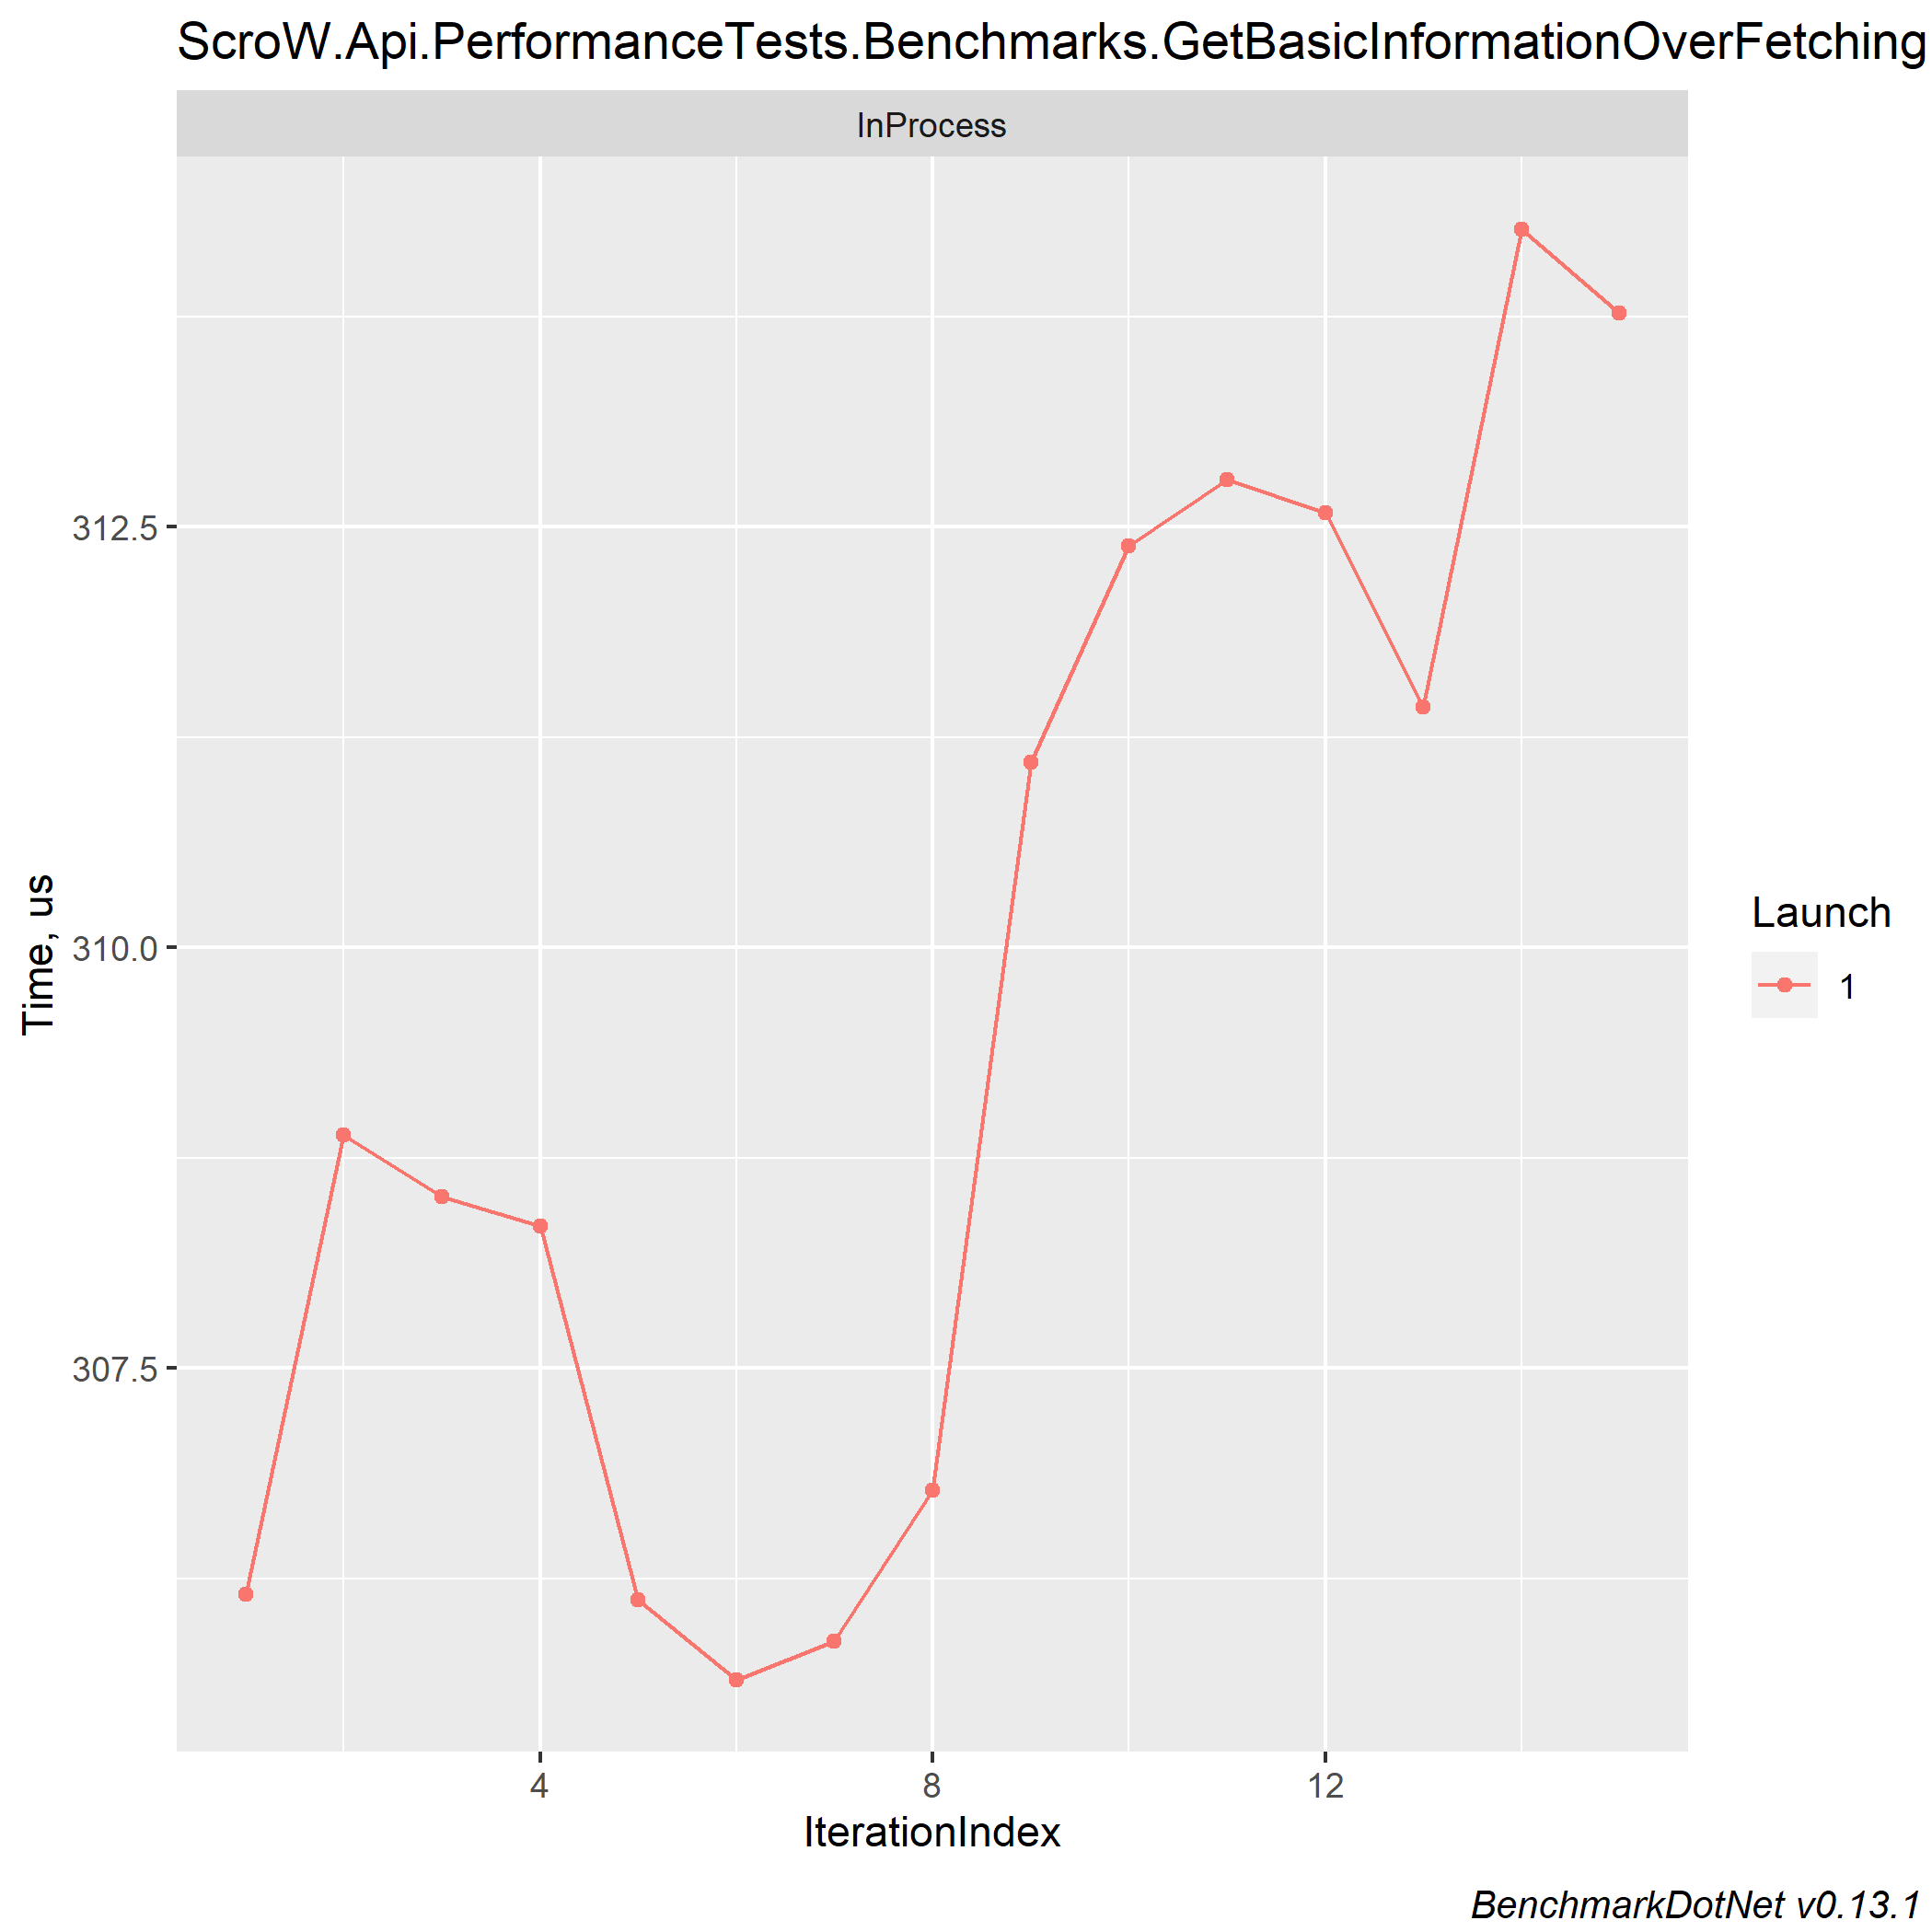 ScroW.Api.PerformanceTests.Benchmarks.GetBasicInformationOverFetching
InProcess
312.5
310.0
307.5
Time, us
4 8 12
IterationIndex
Launch
1
BenchmarkDotNet v0.13.1